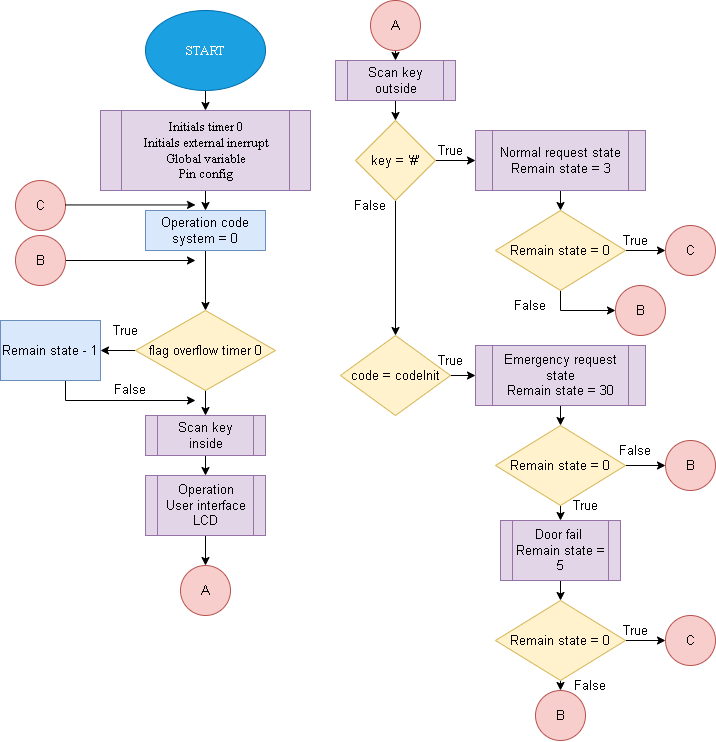 START
Initials timer 0
Initials external inerrupt
Global variable
Pin config
C
Operation code
system = 0
B
flag overflow timer 0
True
Remain state - 1
False
Scan key
inside
Operation
User interface
LCD
A
A
Scan key
outside
key = '#'
True
Normal request state
Remain state = 3
False
Remain state = 0
True
C
False
B
code = codeInit
True
Emergency request
state
Remain state = 30
Remain state = 0
False
B
True
Door fail
Remain state =
5
Remain state = 0
True
C
False
B